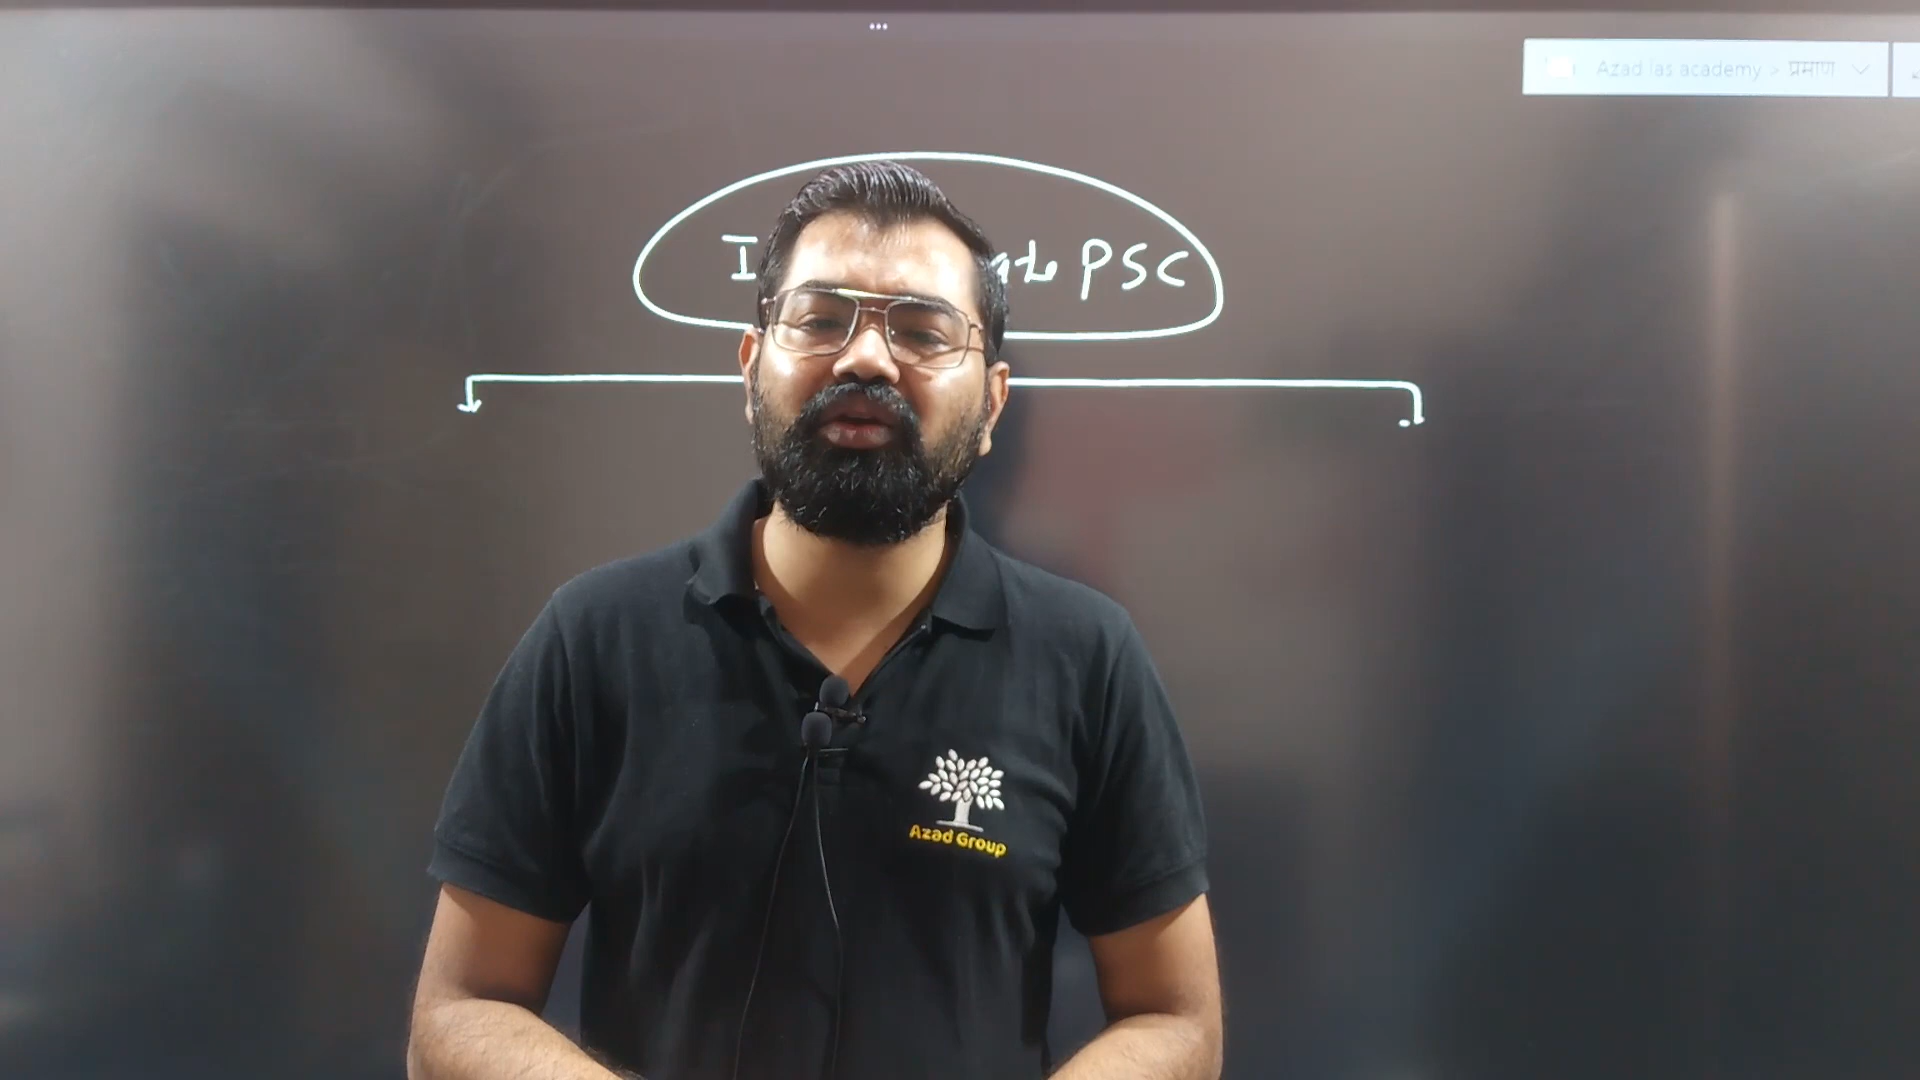 Azad ias academy > प्रमाण
PSC
Azad Group